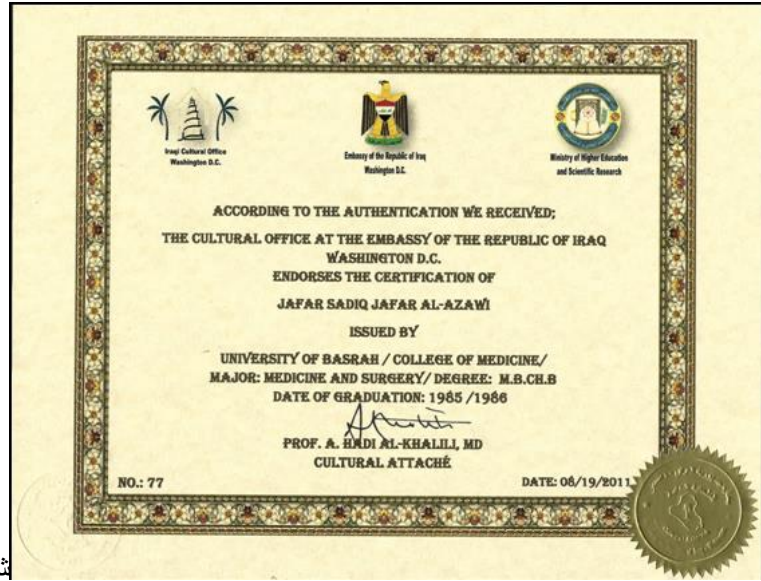 Iraqi Cultural Office
Washington D.C.
Embassy of the Republic of Iraq
Washington D.C.
Ministry of Higher Education
and Scientific Research
ACCORDING TO THE AUTHENTICATION WE RECEIVED;
THE CULTURAL OFFICE AT THE EMBASSY OF THE REPUBLIC OF IRAQ
WASHINGTON D.C.
ENDORSES THE CERTIFICATION OF
JAFAR SADIQ JAFAR AL-AZAWI
ISSUED BY
UNIVERSITY OF BASRAH / COLLEGE OF MEDICINE/
MAJOR: MEDICINE AND SURGERY/ DEGREE: M.B.CH.B
DATE OF GRADUATION: 1985 /1986
PROF. A. HADI AL-KHALILI, MD
CULTURAL ATTACHÉ
NO.: 77
DATE: 08/19/2011